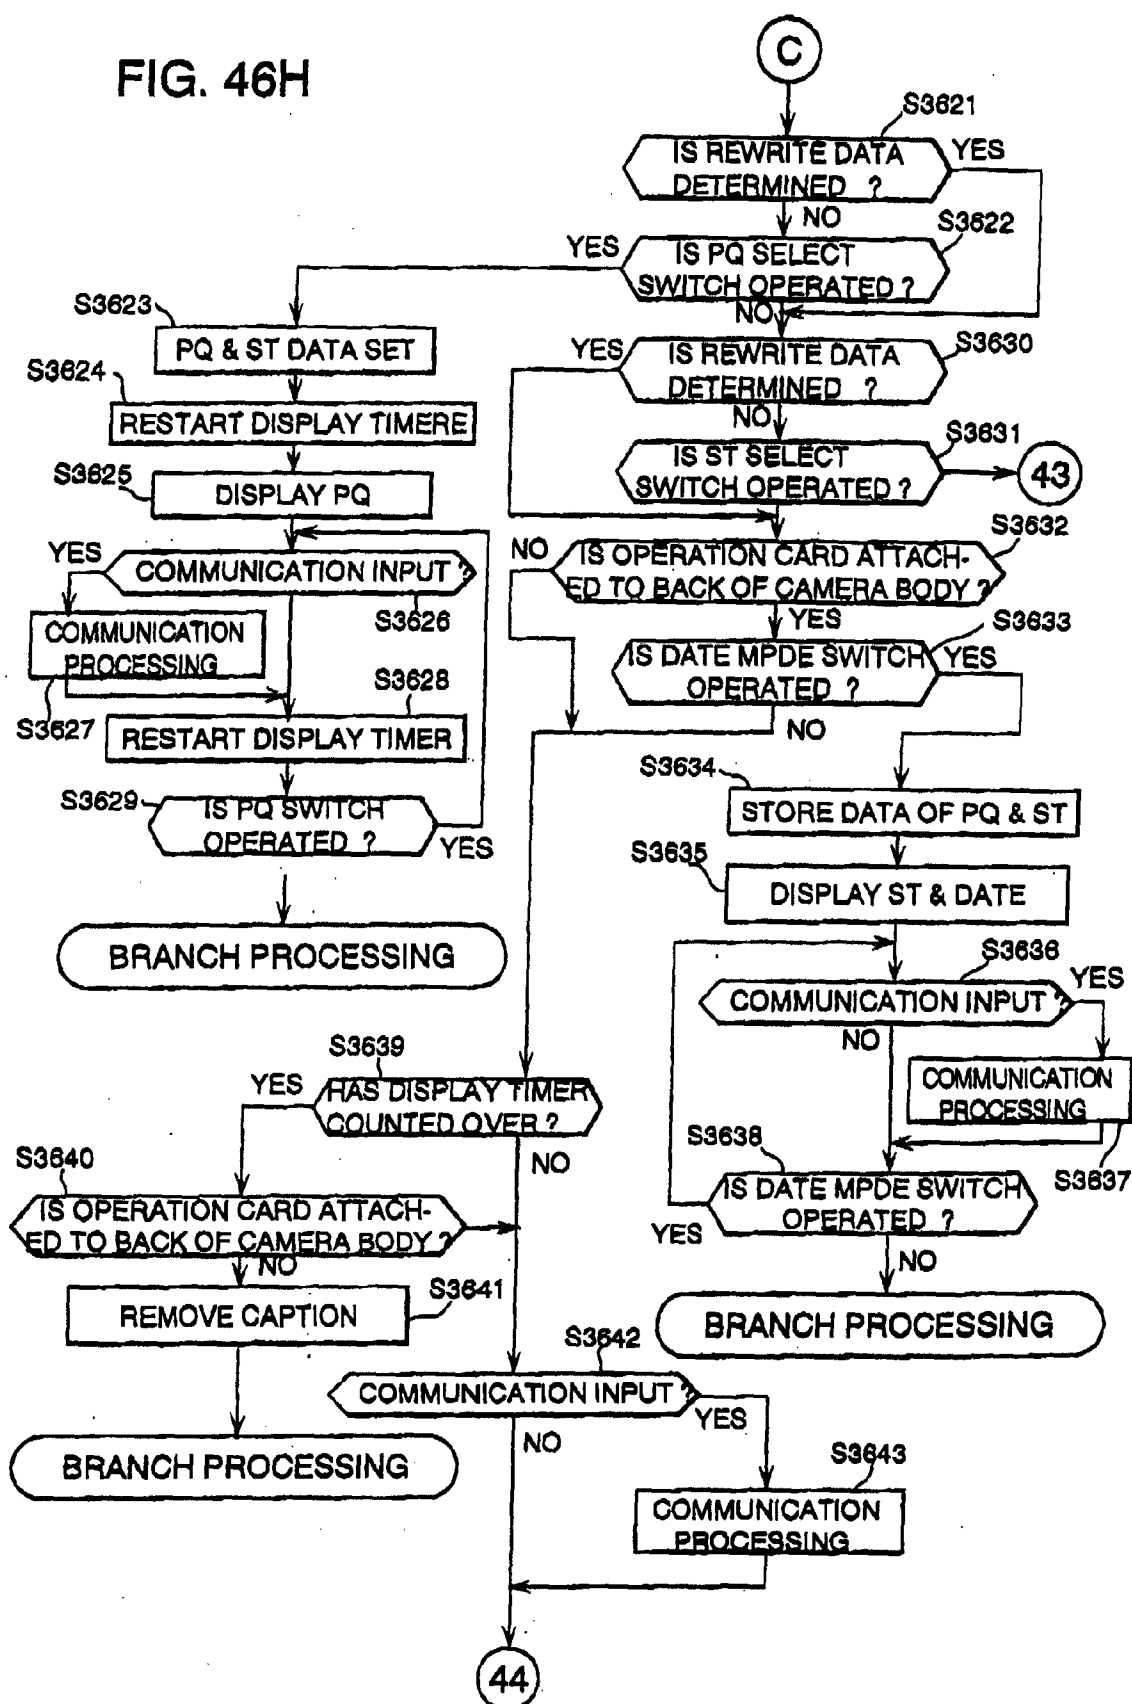 FIG. 46H
C
S3621
IS REWRITE DATA
DETERMINED ?
YES
NO
S3622
YES
IS PQ SELECT
SWITCH OPERATED ?
NO
S3623
PQ & ST DATA SET
S3624
RESTART DISPLAY TIMERE
S3625
DISPLAY PQ
YES
COMMUNICATION INPUT ?
S3626
COMMUNICATION
PROCESSING
S3627
S3628
RESTART DISPLAY TIMER
S3629
IS PQ SWITCH
OPERATED ?
YES
BRANCH PROCESSING
YES
IS REWRITE DATA
DETERMINED ?
S3630
NO
S3631
IS ST SELECT
SWITCH OPERATED ?
43
S3632
NO
IS OPERATION CARD ATTACH-
ED TO BACK OF CAMERA BODY ?
YES
S3633
IS DATE MPDE SWITCH
OPERATED ?
YES
NO
S3634
STORE DATA OF PQ & ST
S3635
DISPLAY ST & DATE
S3636
COMMUNICATION INPUT ?
YES
NO
COMMUNICATION
PROCESSING
S3637
S3638
IS DATE MPDE SWITCH
OPERATED ?
YES
NO
BRANCH PROCESSING
S3639
YES
HAS DISPLAY TIMER
COUNTED OVER ?
NO
S3640
IS OPERATION CARD ATTACH-
ED TO BACK OF CAMERA BODY ?
NO
REMOVE CAPTION
S3641
BRANCH PROCESSING
S3642
COMMUNICATION INPUT ?
YES
NO
S3643
COMMUNICATION
PROCESSING
44